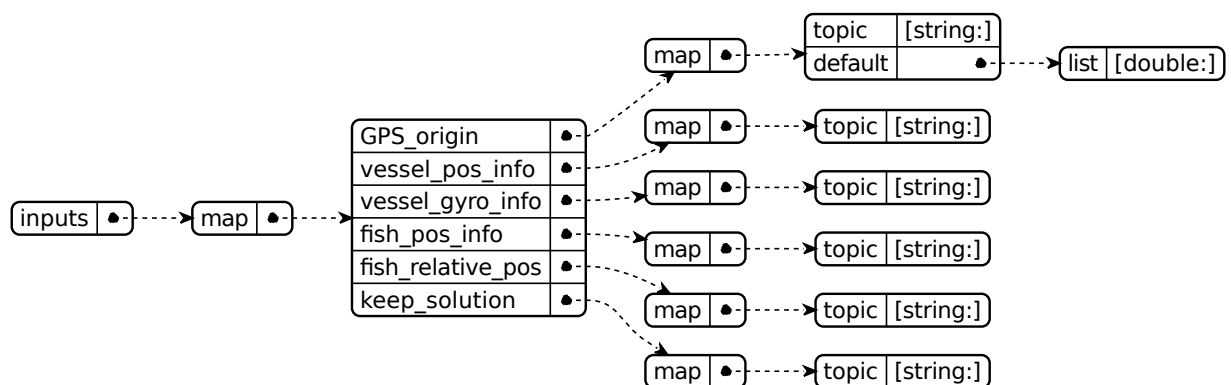 inputs
map
GPS_origin
vessel_pos_info
vessel_gyro_info
fish_pos_info
fish_relative_pos
keep_solution
map
topic [string:]
default
list [double:]
map
topic [string:]
map
topic [string:]
map
topic [string:]
map
topic [string:]
map
topic [string:]